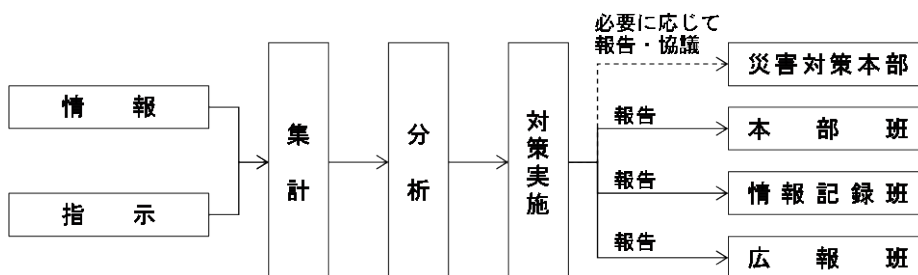 情報
指示
集計
分析
対策実施
必要に応じて
報告・協議
災害対策本部
報告
本部班
報告
情報記録班
報告
広報班